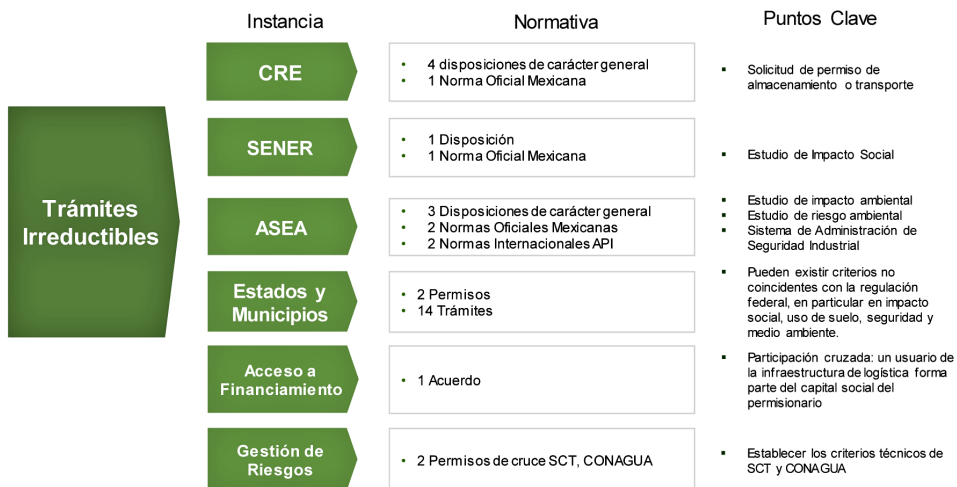 Instancia
Normativa
Puntos Clave
Trámites
Irreductibles
CRE
• 4 disposiciones de carácter general
• 1 Norma Oficial Mexicana
▪ Solicitud de permiso de
almacenamiento o transporte
SENER
• 1 Disposición
• 1 Norma Oficial Mexicana
▪ Estudio de Impacto Social
ASEA
• 3 Disposiciones de carácter general
• 2 Normas Oficiales Mexicanas
• 2 Normas Internacionales API
▪ Estudio de impacto ambiental
▪ Estudio de riesgo ambiental
▪ Sistema de Administración de
Seguridad Industrial
Estados y
Municipios
• 2 Permisos
• 14 Trámites
▪ Pueden existir criterios no
coincidentes con la regulación
federal, en particular en impacto
social, uso de suelo, seguridad y
medio ambiente.
Acceso a
Financiamiento
• 1 Acuerdo
▪ Participación cruzada: un usuario de
la infraestructura de logística forma
parte del capital social del
permisionario
Gestión de
Riesgos
• 2 Permisos de cruce SCT, CONAGUA
▪ Establecer los criterios técnicos de
SCT y CONAGUA